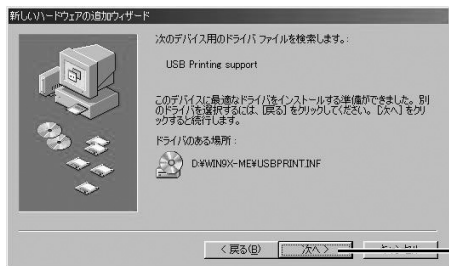 新しいハードウェアの追加ウィザード
次のデバイス用のドライバ ファイルを検索します。:
USB Printing support
このデバイスに最適なドライバをインストールする準備ができました。別
のドライバを選択するには、[戻る] をクリックしてください。[次へ] をクリ
ックすると続行します。
ドライバのある場所:
D:¥WIN9X-ME¥USBPRINT.INF
< 戻る(B)
次へ >
キャンセル